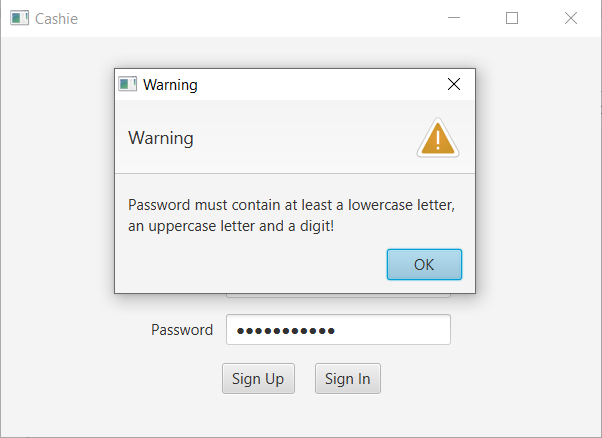 Cashie
Warning
Warning
Password must contain at least a lowercase letter,
an uppercase letter and a digit!
OK
Password ●●●●●●●●●●●
Sign Up Sign In